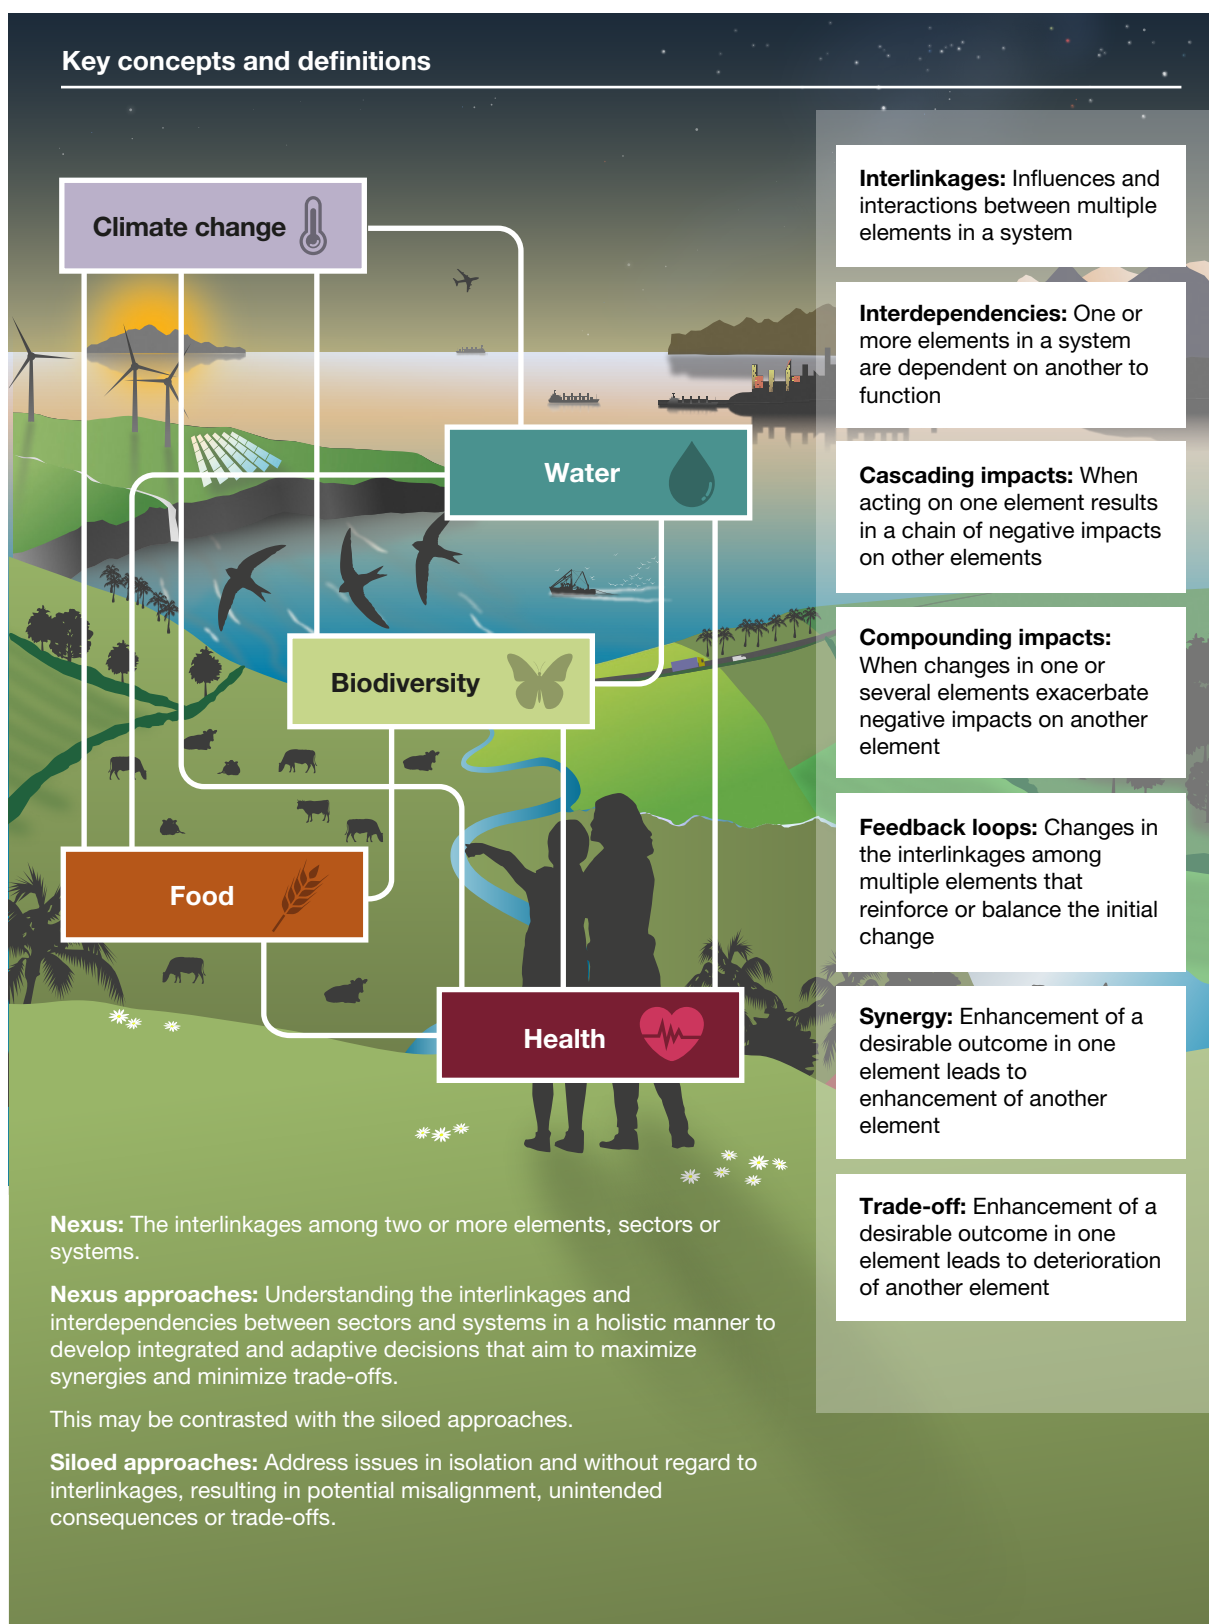 Key concepts and definitions
Climate change
Water
Biodiversity
Food
Health
Interlinkages: Influences and
interactions between multiple
elements in a system
Interdependencies: One or
more elements in a system
are dependent on another to
function
Cascading impacts: When
acting on one element results
in a chain of negative impacts
on other elements
Compounding impacts:
When changes in one or
several elements exacerbate
negative impacts on another
element
Feedback loops: Changes in
the interlinkages among
multiple elements that
reinforce or balance the initial
change
Synergy: Enhancement of a
desirable outcome in one
element leads to
enhancement of another
element
Trade-off: Enhancement of a
desirable outcome in one
element leads to deterioration
of another element
Nexus: The interlinkages among two or more elements, sectors or
systems.
Nexus approaches: Understanding the interlinkages and
interdependencies between sectors and systems in a holistic manner to
develop integrated and adaptive decisions that aim to maximize
synergies and minimize trade-offs.
This may be contrasted with the siloed approaches.
Siloed approaches: Address issues in isolation and without regard to
interlinkages, resulting in potential misalignment, unintended
consequences or trade-offs.